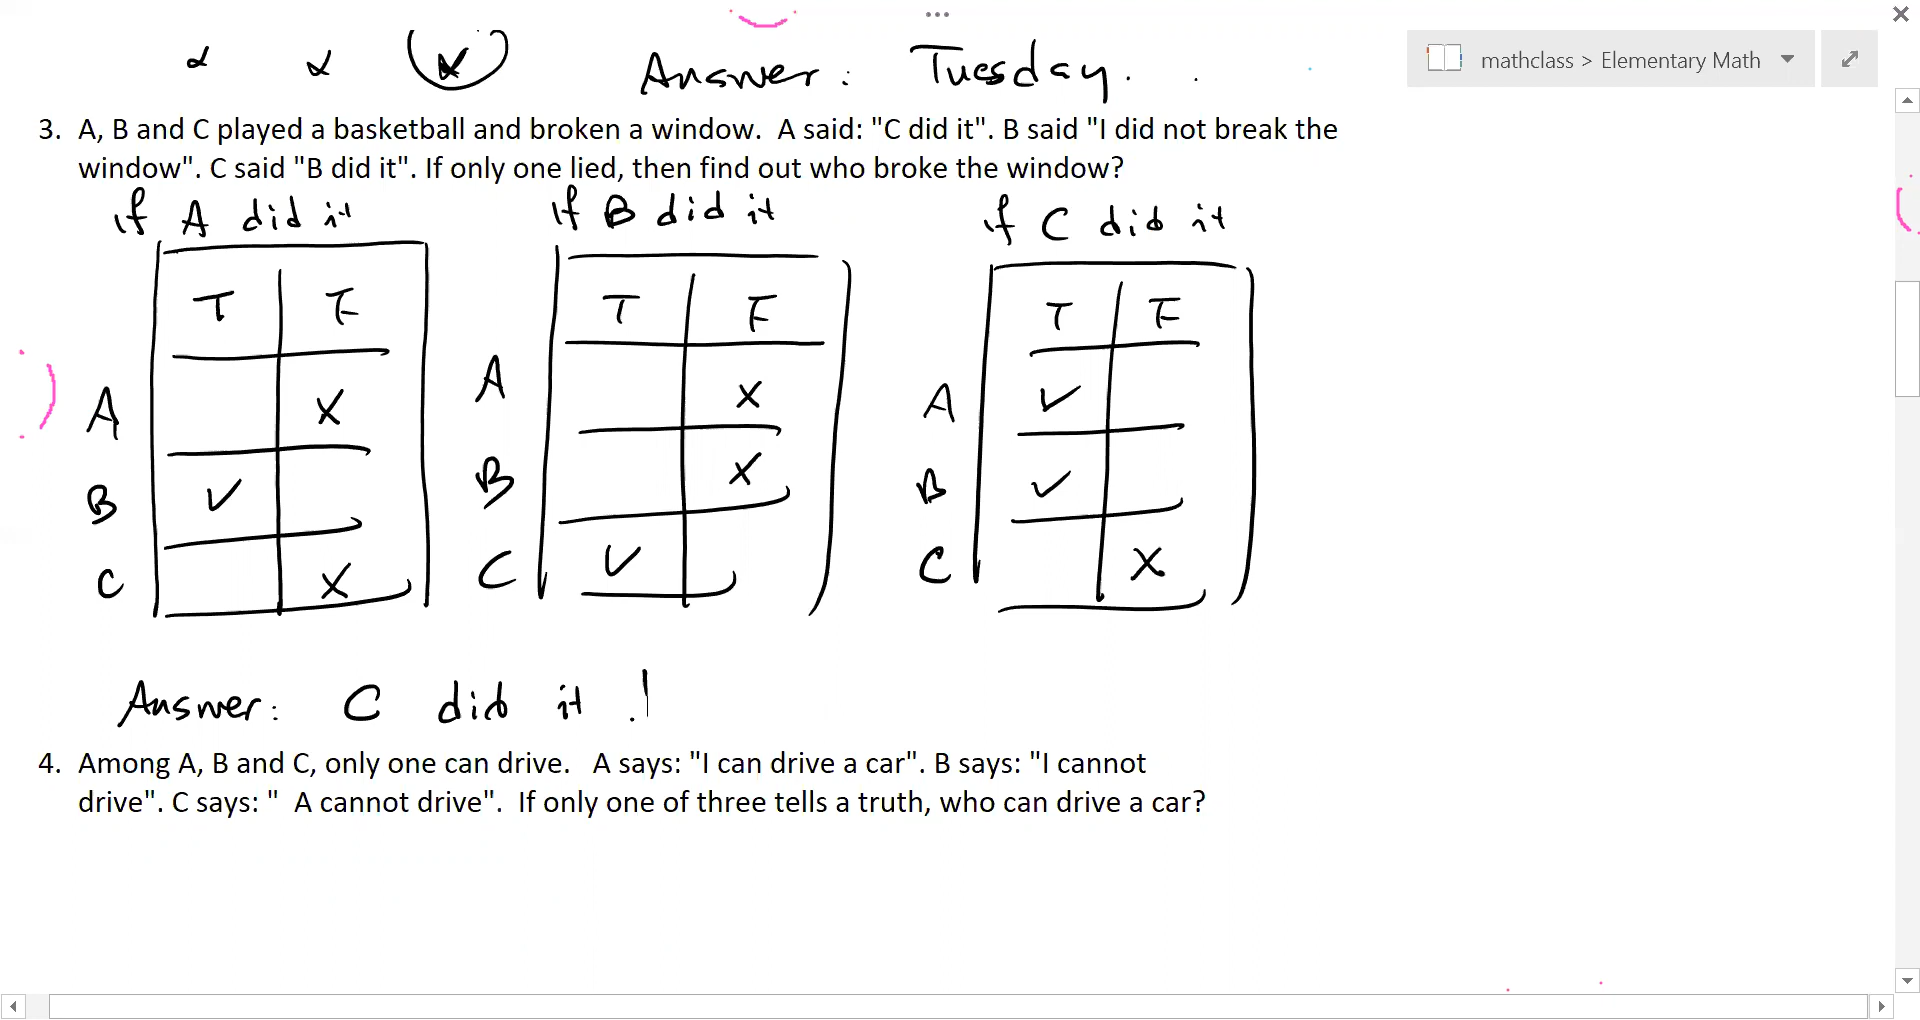 Answer: Tuesday.
mathclass > Elementary Math
3. A, B and C played a basketball and broken a window. A said: "C did it". B said "I did not break the
window". C said "B did it". If only one lied, then find out who broke the window?
if A did it
if B did it
if C did it
T F
T F
T F
A X
A X
A ✓
B ✓
B X
B ✓
C X
C ✓
C X
Answer: C did it !
4. Among A, B and C, only one can drive. A says: "I can drive a car". B says: "I cannot
drive". C says: " A cannot drive". If only one of three tells a truth, who can drive a car?